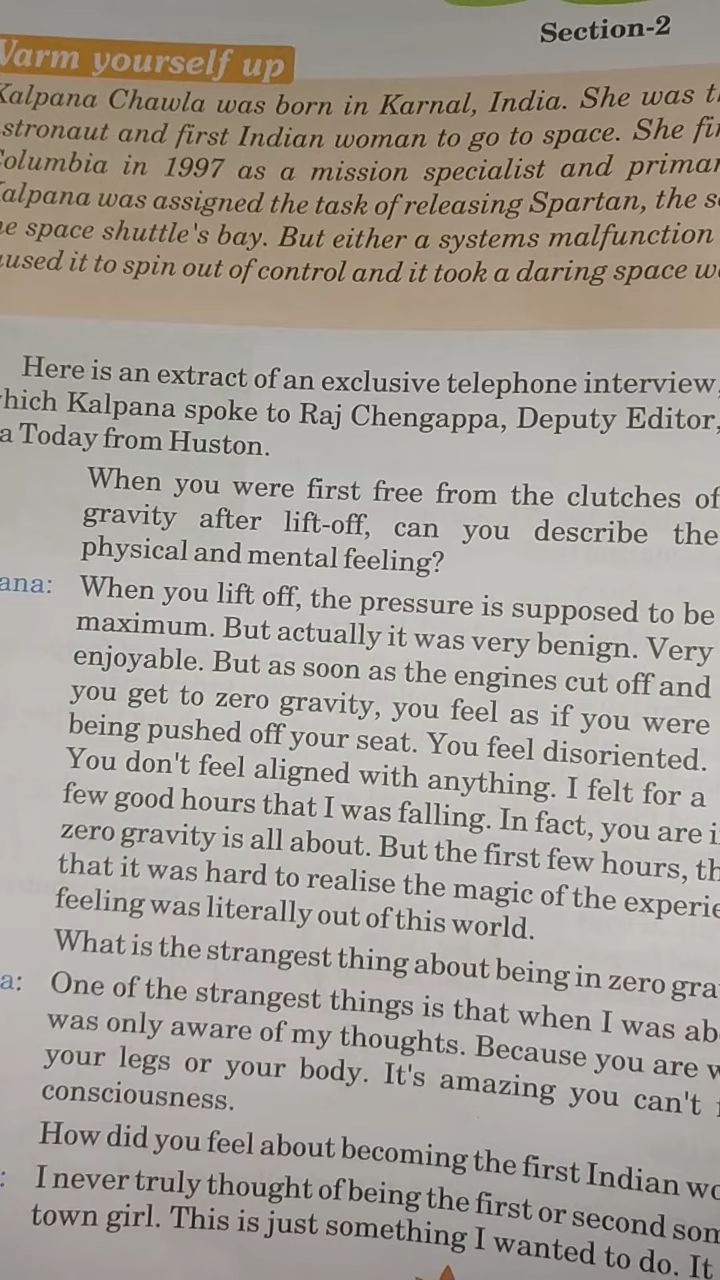 Section-2
Warm yourself up
Kalpana Chawla was born in Karnal, India. She was
astronaut and first Indian woman to go to space. She
Columbia in 1997 as a mission specialist and
Kalpana was assigned the task of releasing Spartan, the
space shuttle's bay. But either a systems malfunction
it to spin out of control and it took a daring space
Here is an extract of an exclusive telephone interview,
which Kalpana spoke to Raj Chengappa, Deputy Editor,
Today from Huston.
When you were first free from the clutches of
gravity after lift-off, can you describe the
physical and mental feeling?
ana: When you lift off, the pressure is supposed to be
maximum. But actually it was very benign. Very
enjoyable. But as soon as the engines cut off and
you get to zero gravity, you feel as if you were
being pushed off your seat. You feel disoriented.
You don't feel aligned with anything. I felt for a
few good hours that I was falling. In fact, you are
zero gravity is all about. But the first few hours,
that it was hard to realise the magic of the
feeling was literally out of this world.
What is the strangest thing about being in zero
a: One of the strangest things is that when I was
was only aware of my thoughts. Because you are
your legs or your body. It's amazing you can't
consciousness.
How did you feel about becoming the first Indian
: I never truly thought of being the first or second
town girl. This is just something I wanted to do. It